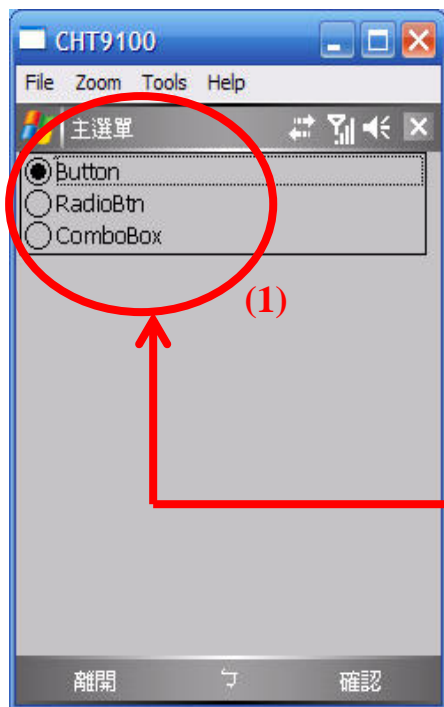 CHT9100
File Zoom Tools Help
主選單
Button
RadioBtn
ComboBox
(1)
離開 ㄅ 確認